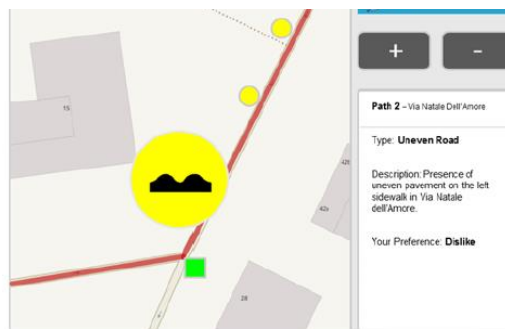 +
-
Path 2 – Via Natale Dell'Amore
Type: Uneven Road
Description: Presence of
uneven pavement on the left
sidewalk in Via Natale
dell'Amore.
Your Preference: Dislike
15
42a
28